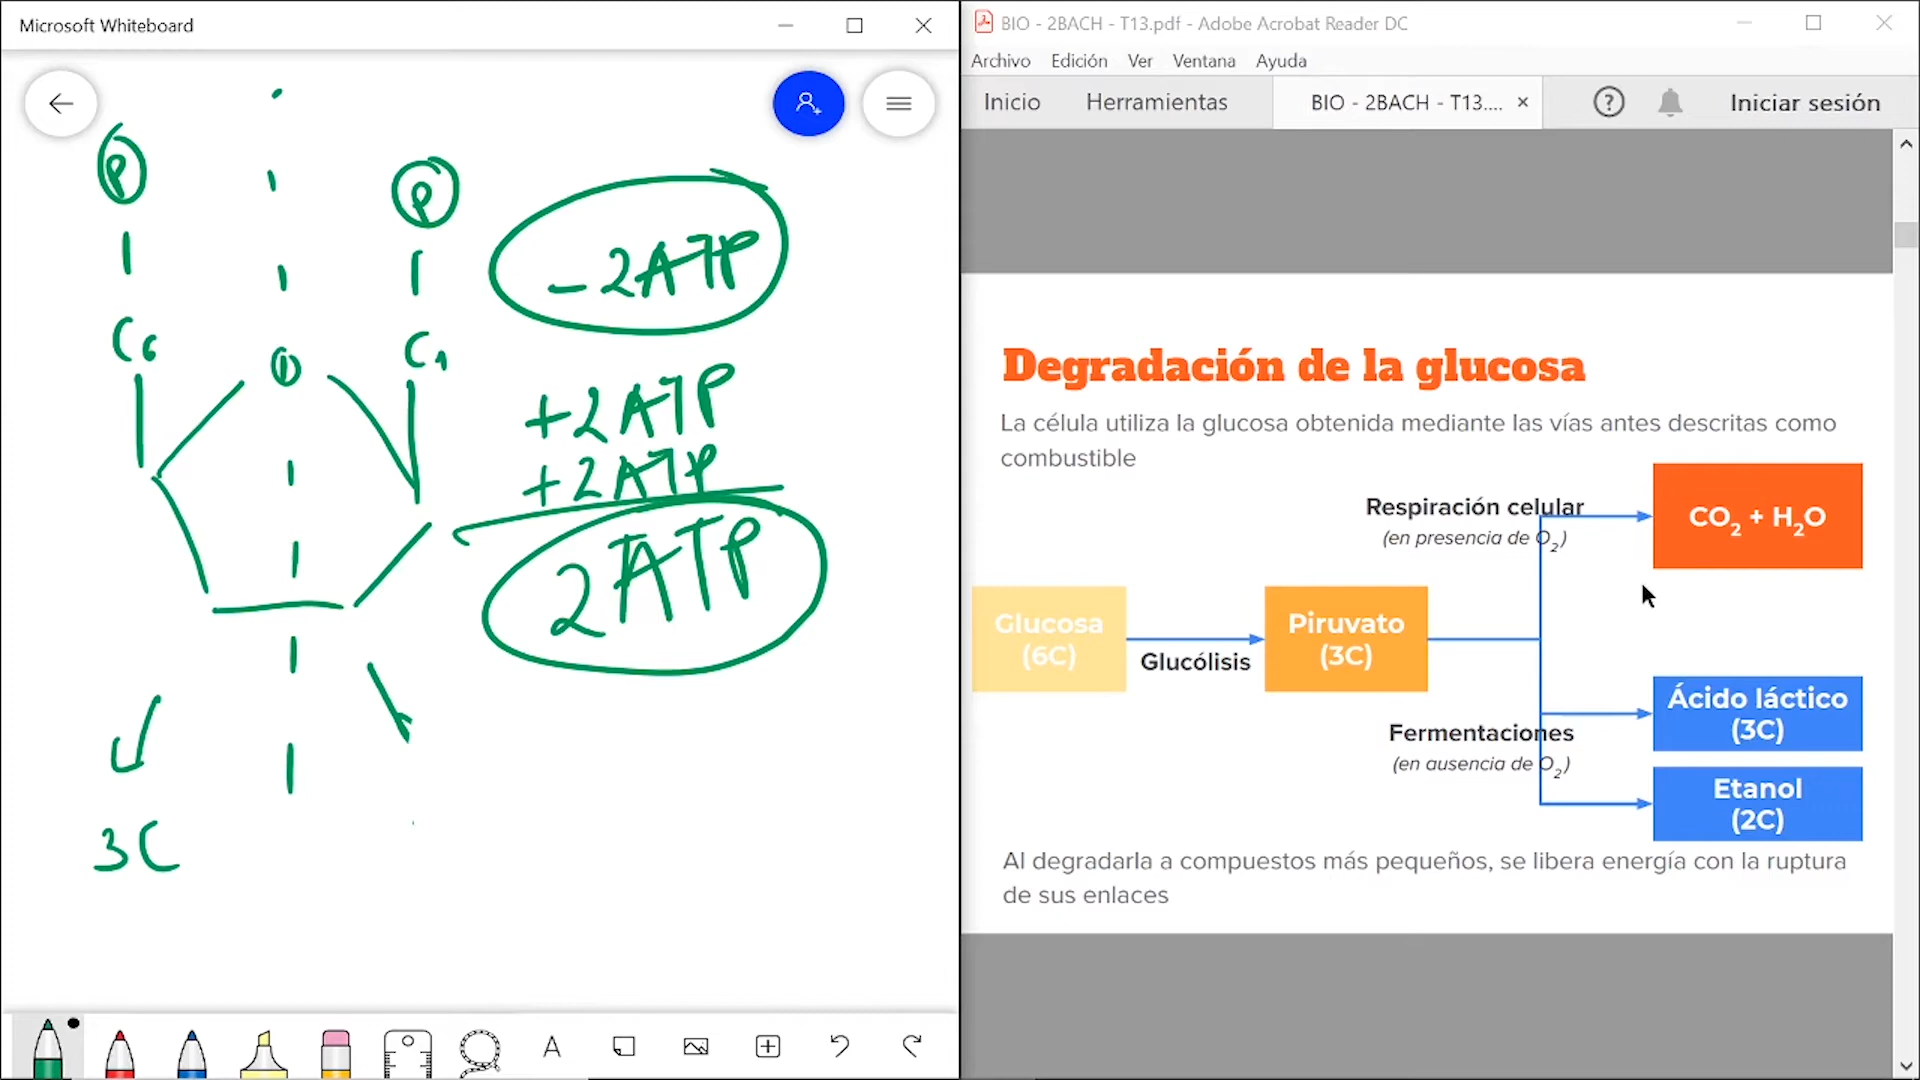 Microsoft Whiteboard
P
P
C6
C1
O
-2ATP
+2ATP
+2ATP
2ATP
3C
A
BIO - 2BACH - T13.pdf - Adobe Acrobat Reader DC
Archivo Edición Ver Ventana Ayuda
Inicio Herramientas BIO - 2BACH - T13.... × ? Iniciar sesión
Degradación de la glucosa
La célula utiliza la glucosa obtenida mediante las vías antes descritas como
combustible
Respiración celular
(en presencia de O2)
CO2 + H2O
Glucosa
(6C)
Glucólisis
Piruvato
(3C)
Fermentaciones
(en ausencia de O2)
Ácido láctico
(3C)
Etanol
(2C)
Al degradarla a compuestos más pequeños, se libera energía con la ruptura
de sus enlaces